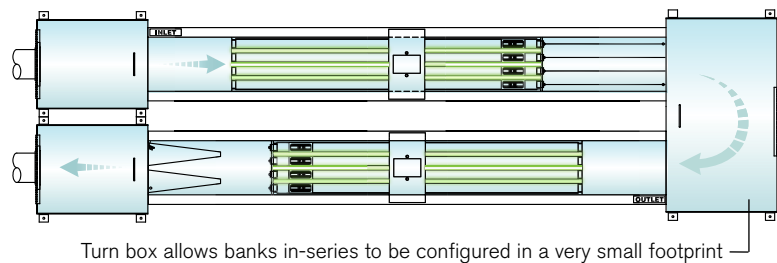 INLET
OUTLET
Turn box allows banks in-series to be configured in a very small footprint